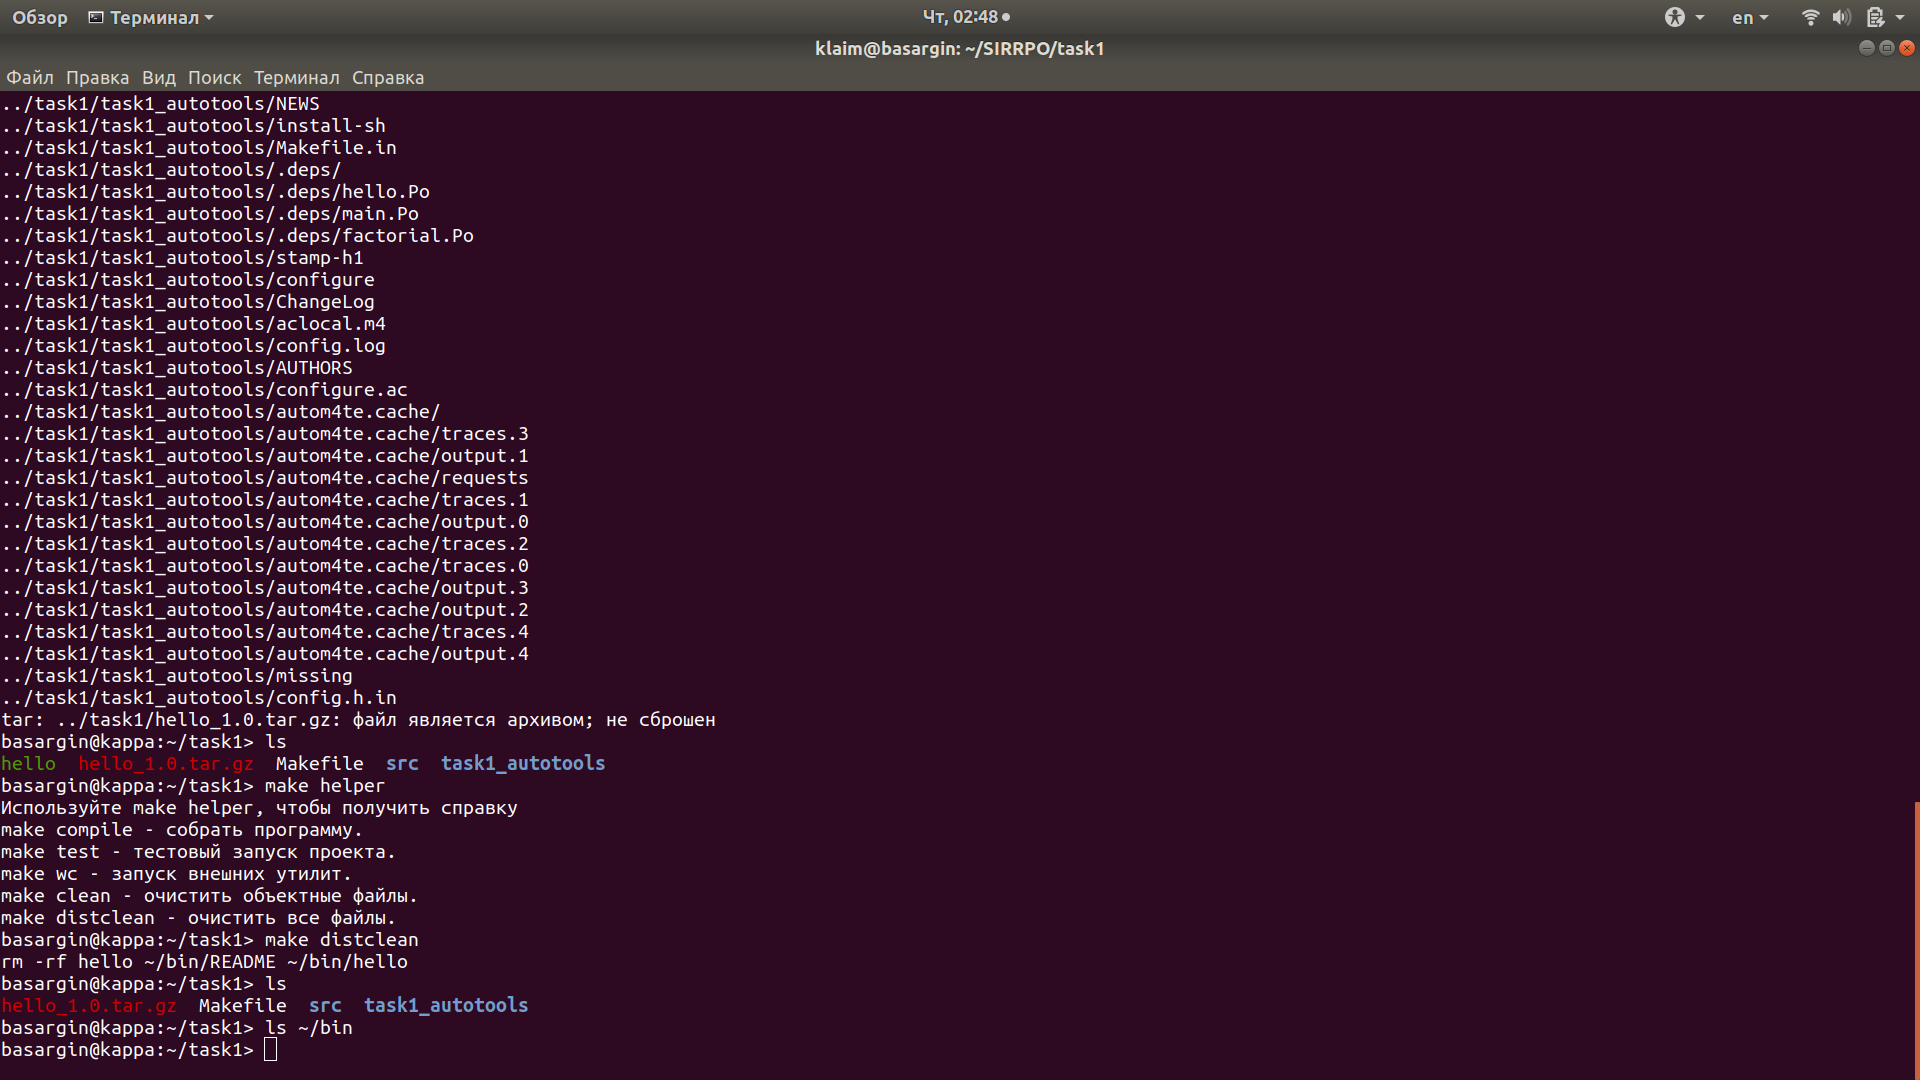 Обзор Терминал Чт, 02:48 en
klaim@basargin: ~/SIRRPO/task1
Файл Правка Вид Поиск Терминал Справка
../task1/task1_autotools/NEWS
../task1/task1_autotools/install-sh
../task1/task1_autotools/Makefile.in
../task1/task1_autotools/.deps/
../task1/task1_autotools/.deps/hello.Po
../task1/task1_autotools/.deps/main.Po
../task1/task1_autotools/.deps/factorial.Po
../task1/task1_autotools/stamp-h1
../task1/task1_autotools/configure
../task1/task1_autotools/ChangeLog
../task1/task1_autotools/aclocal.m4
../task1/task1_autotools/config.log
../task1/task1_autotools/AUTHORS
../task1/task1_autotools/configure.ac
../task1/task1_autotools/autom4te.cache/
../task1/task1_autotools/autom4te.cache/traces.3
../task1/task1_autotools/autom4te.cache/output.1
../task1/task1_autotools/autom4te.cache/requests
../task1/task1_autotools/autom4te.cache/traces.1
../task1/task1_autotools/autom4te.cache/output.0
../task1/task1_autotools/autom4te.cache/traces.2
../task1/task1_autotools/autom4te.cache/traces.0
../task1/task1_autotools/autom4te.cache/output.3
../task1/task1_autotools/autom4te.cache/output.2
../task1/task1_autotools/autom4te.cache/traces.4
../task1/task1_autotools/autom4te.cache/output.4
../task1/task1_autotools/missing
../task1/task1_autotools/config.h.in
tar: ../task1/hello_1.0.tar.gz: файл является архивом; не сброшен
basargin@kappa:~/task1> ls
hello hello_1.0.tar.gz Makefile src task1_autotools
basargin@kappa:~/task1> make helper
Используйте make helper, чтобы получить справку
make compile - собрать программу.
make test - тестовый запуск проекта.
make wc - запуск внешних утилит.
make clean - очистить объектные файлы.
make distclean - очистить все файлы.
basargin@kappa:~/task1> make distclean
rm -rf hello ~/bin/README ~/bin/hello
basargin@kappa:~/task1> ls
hello_1.0.tar.gz Makefile src task1_autotools
basargin@kappa:~/task1> ls ~/bin
basargin@kappa:~/task1>